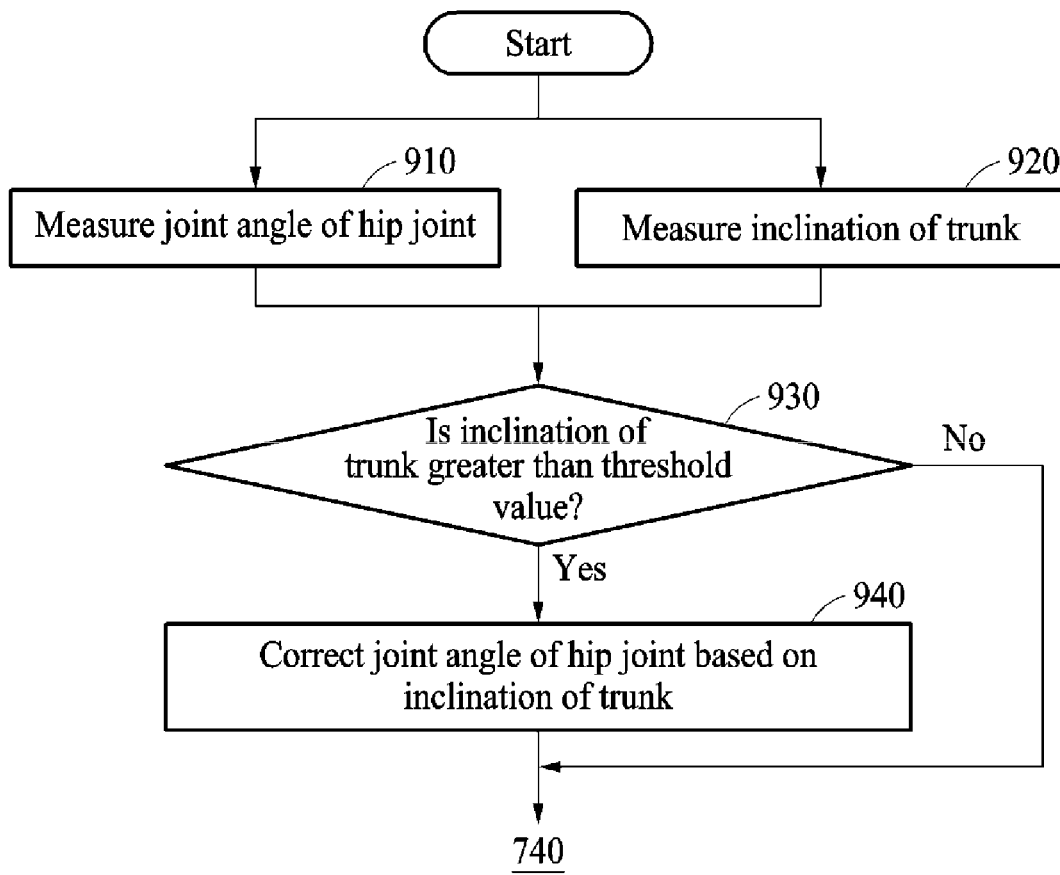 Start
910
Measure joint angle of hip joint
920
Measure inclination of trunk
930
Is inclination of
trunk greater than threshold
value?
No
Yes
940
Correct joint angle of hip joint based on
inclination of trunk
740